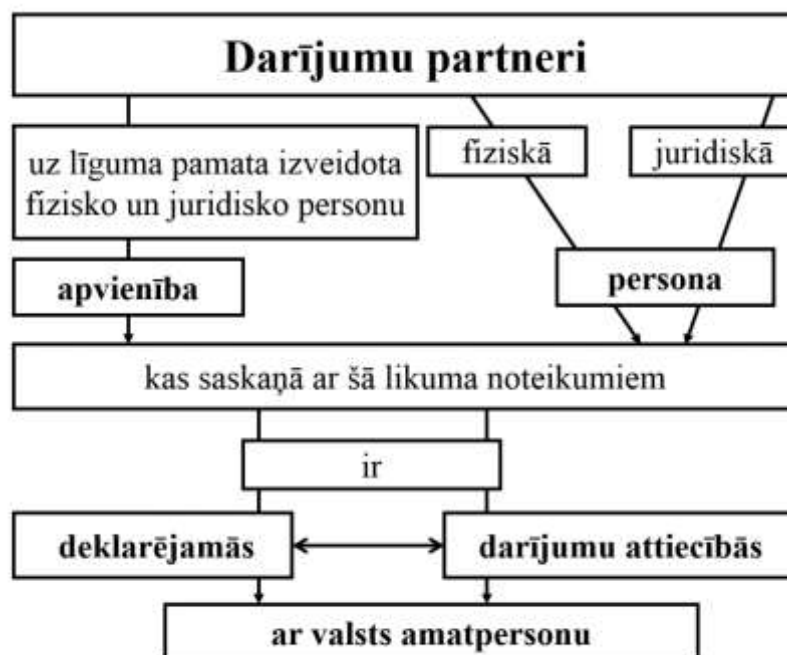 Darījumu partneri
uz līguma pamata izveidota
fizisko un juridisko personu
fiziskā
juridiskā
apvienība
persona
kas saskaņā ar šā likuma noteikumiem
ir
deklarējamās
darījumu attiecībās
ar valsts amatpersonu